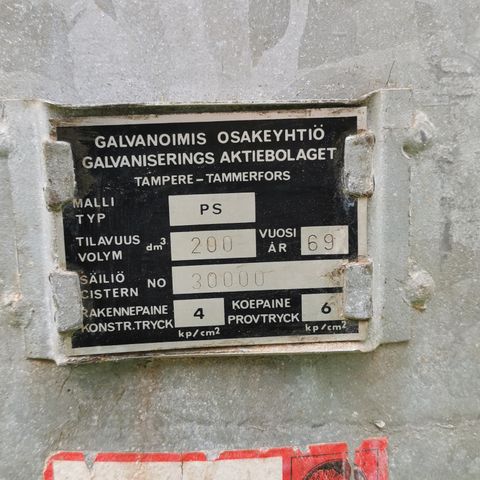 GALVANOIMIS OSAKEYHTIÖ
GALVANISERINGS AKTIEBOLAGET
TAMPERE – TAMMERFORS
MALLI
TYP PS
TILAVUUS VOLYM dm³ 200 VUOSI ÅR 69
SÄILIÖ
CISTERN NO 30000
RAKENNEPAINE KONSTR.TRYCK 4 kp/cm² KOEPAINE PROVTRYCK 6 kp/cm²